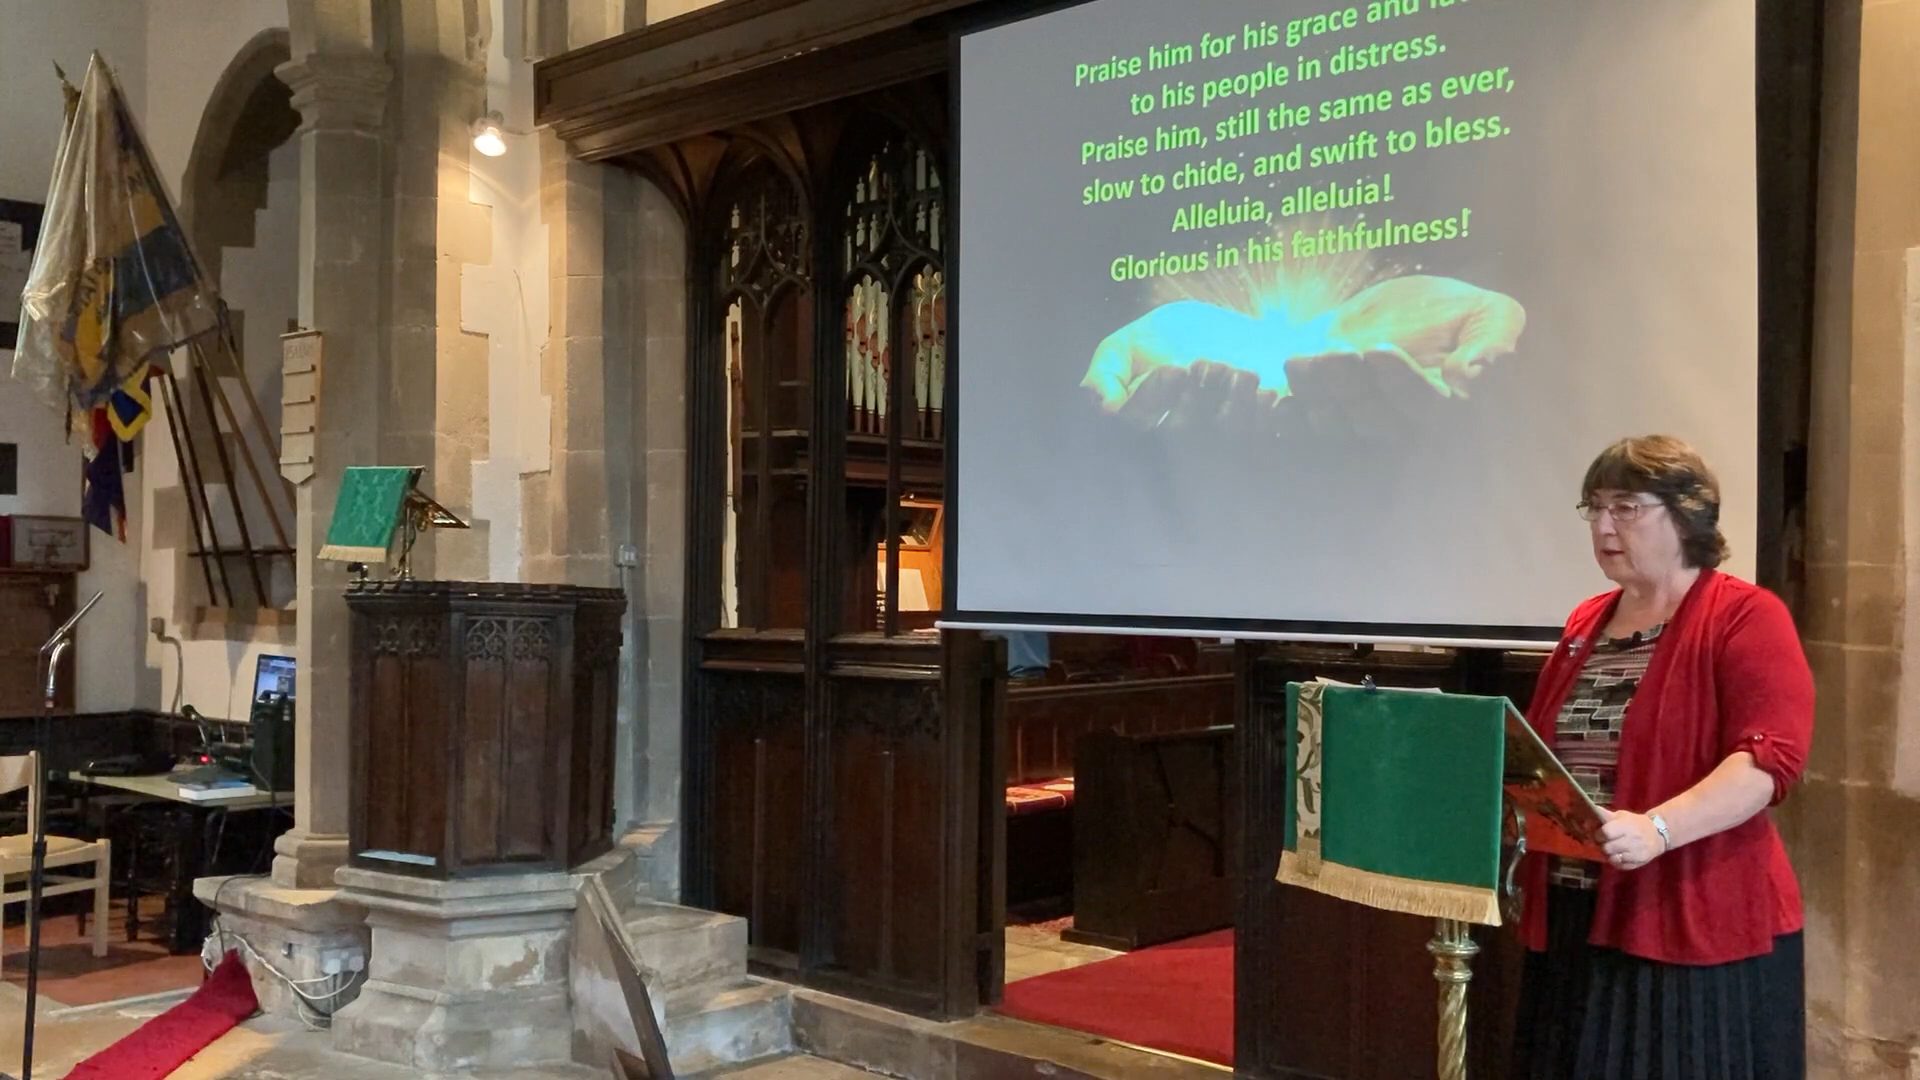 Praise him for his grace and
to his people in distress.
Praise him, still the same as ever,
slow to chide, and swift to bless.
Alleluia, alleluia!
Glorious in his faithfulness!